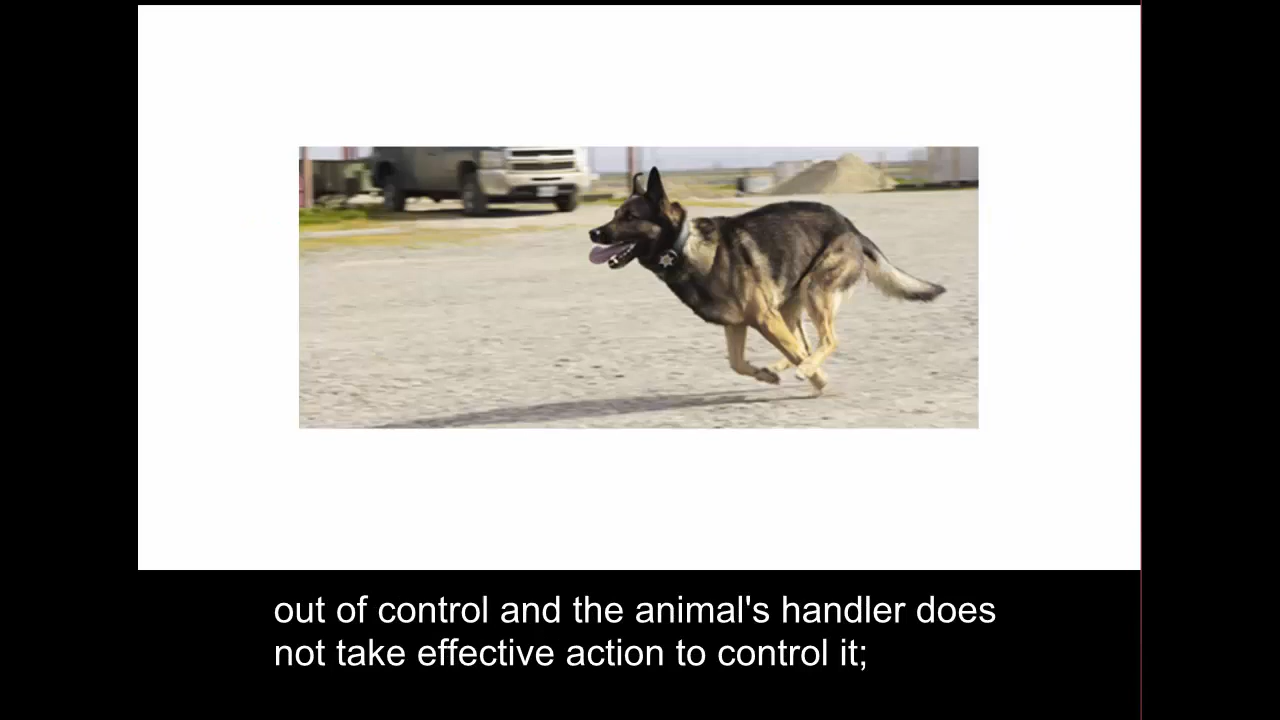 out of control and the animal's handler does
not take effective action to control it;